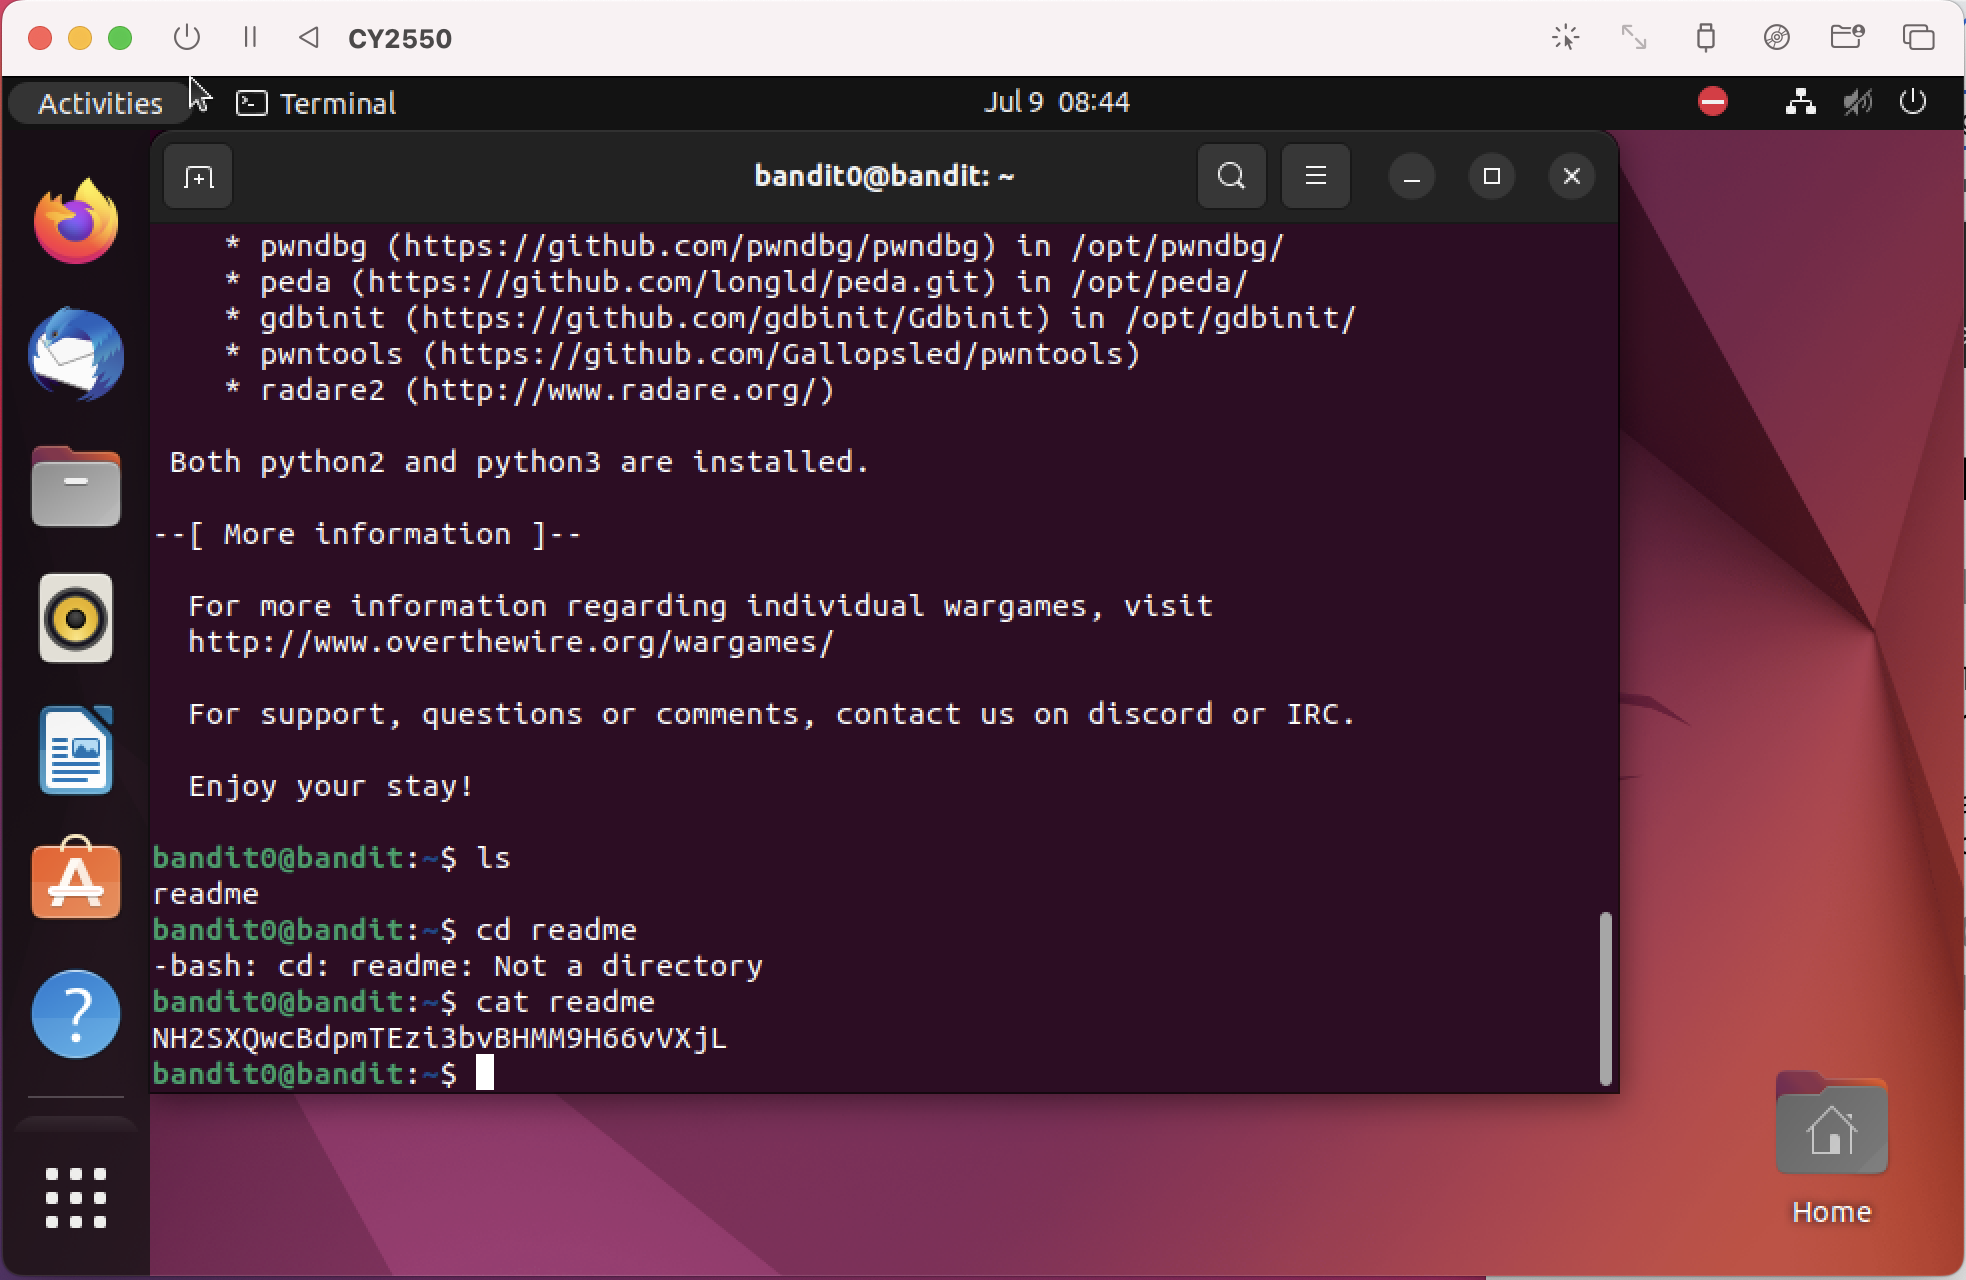 CY2550
Activities
Terminal
Jul 9 08:44
bandit0@bandit: ~
* pwndbg (https://github.com/pwndbg/pwndbg) in /opt/pwndbg/
* peda (https://github.com/longld/peda.git) in /opt/peda/
* gdbinit (https://github.com/gdbinit/Gdbinit) in /opt/gdbinit/
* pwntools (https://github.com/Gallopsled/pwntools)
* radare2 (http://www.radare.org/)
Both python2 and python3 are installed.
--[ More information ]--
For more information regarding individual wargames, visit
http://www.overthewire.org/wargames/
For support, questions or comments, contact us on discord or IRC.
Enjoy your stay!
bandit0@bandit:~$ ls
readme
bandit0@bandit:~$ cd readme
-bash: cd: readme: Not a directory
bandit0@bandit:~$ cat readme
NH2SXQwcBdpmTEzi3bvBHMM9H66vVXjL
bandit0@bandit:~$
Home